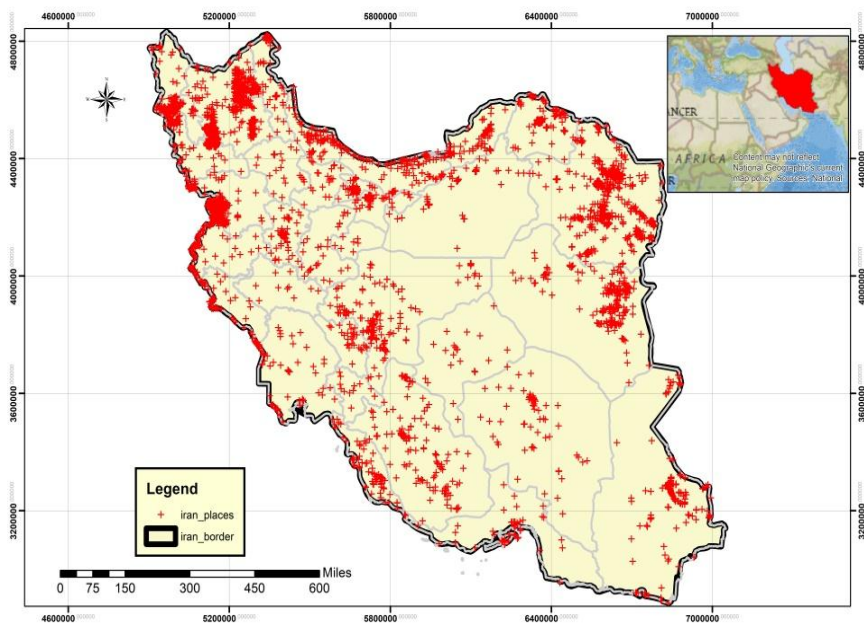 4600000 5200000 5800000 6400000 7000000
4800000 4800000
NCER
AFRICA
Content may not reflect
National Geographic's current
map policy. Sources: National
R
4400000 4400000
4000000 4000000
3600000 3600000
3200000 3200000
Legend
iran_places
iran_border
Miles
0 75 150 300 450 600
4600000 5200000 5800000 6400000 7000000